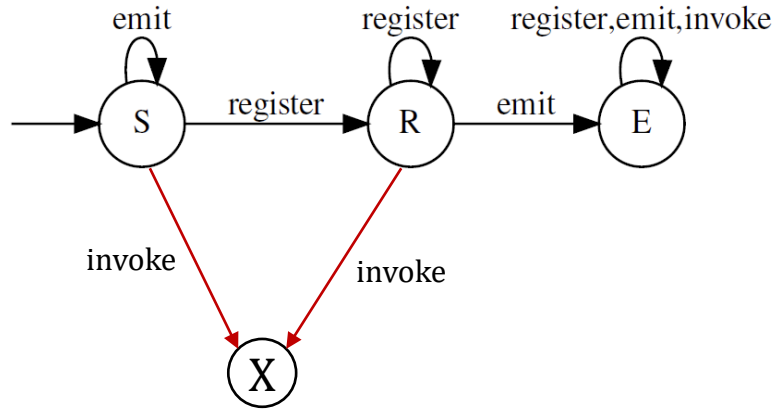 emit
register
register,emit,invoke
S
register
R
emit
E
invoke
invoke
X